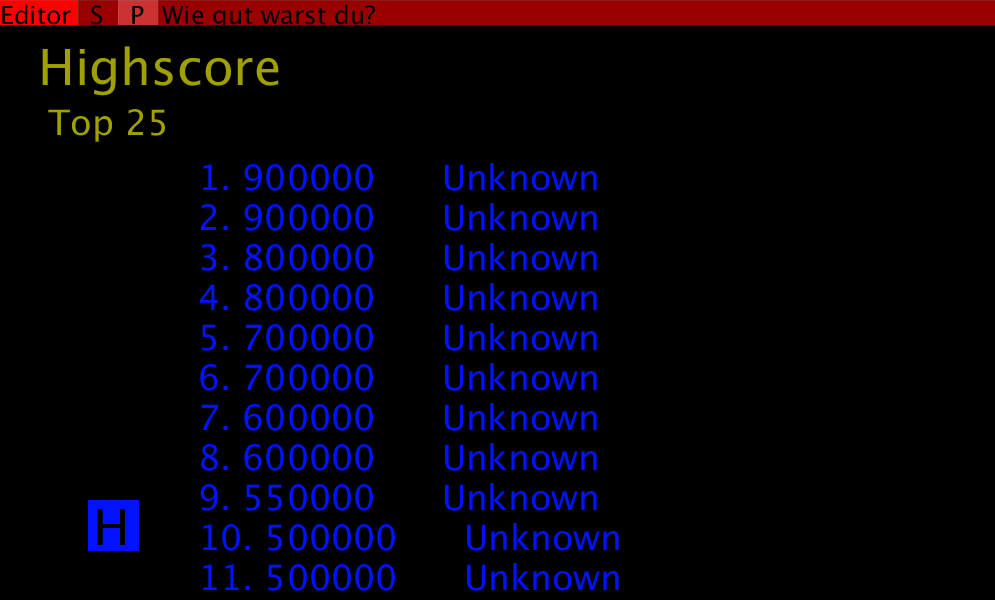 Editor S P Wie gut warst du?
Highscore
Top 25
1. 900000 Unknown
2. 900000 Unknown
3. 800000 Unknown
4. 800000 Unknown
5. 700000 Unknown
6. 700000 Unknown
7. 600000 Unknown
8. 600000 Unknown
9. 550000 Unknown
H
10. 500000 Unknown
11. 500000 Unknown